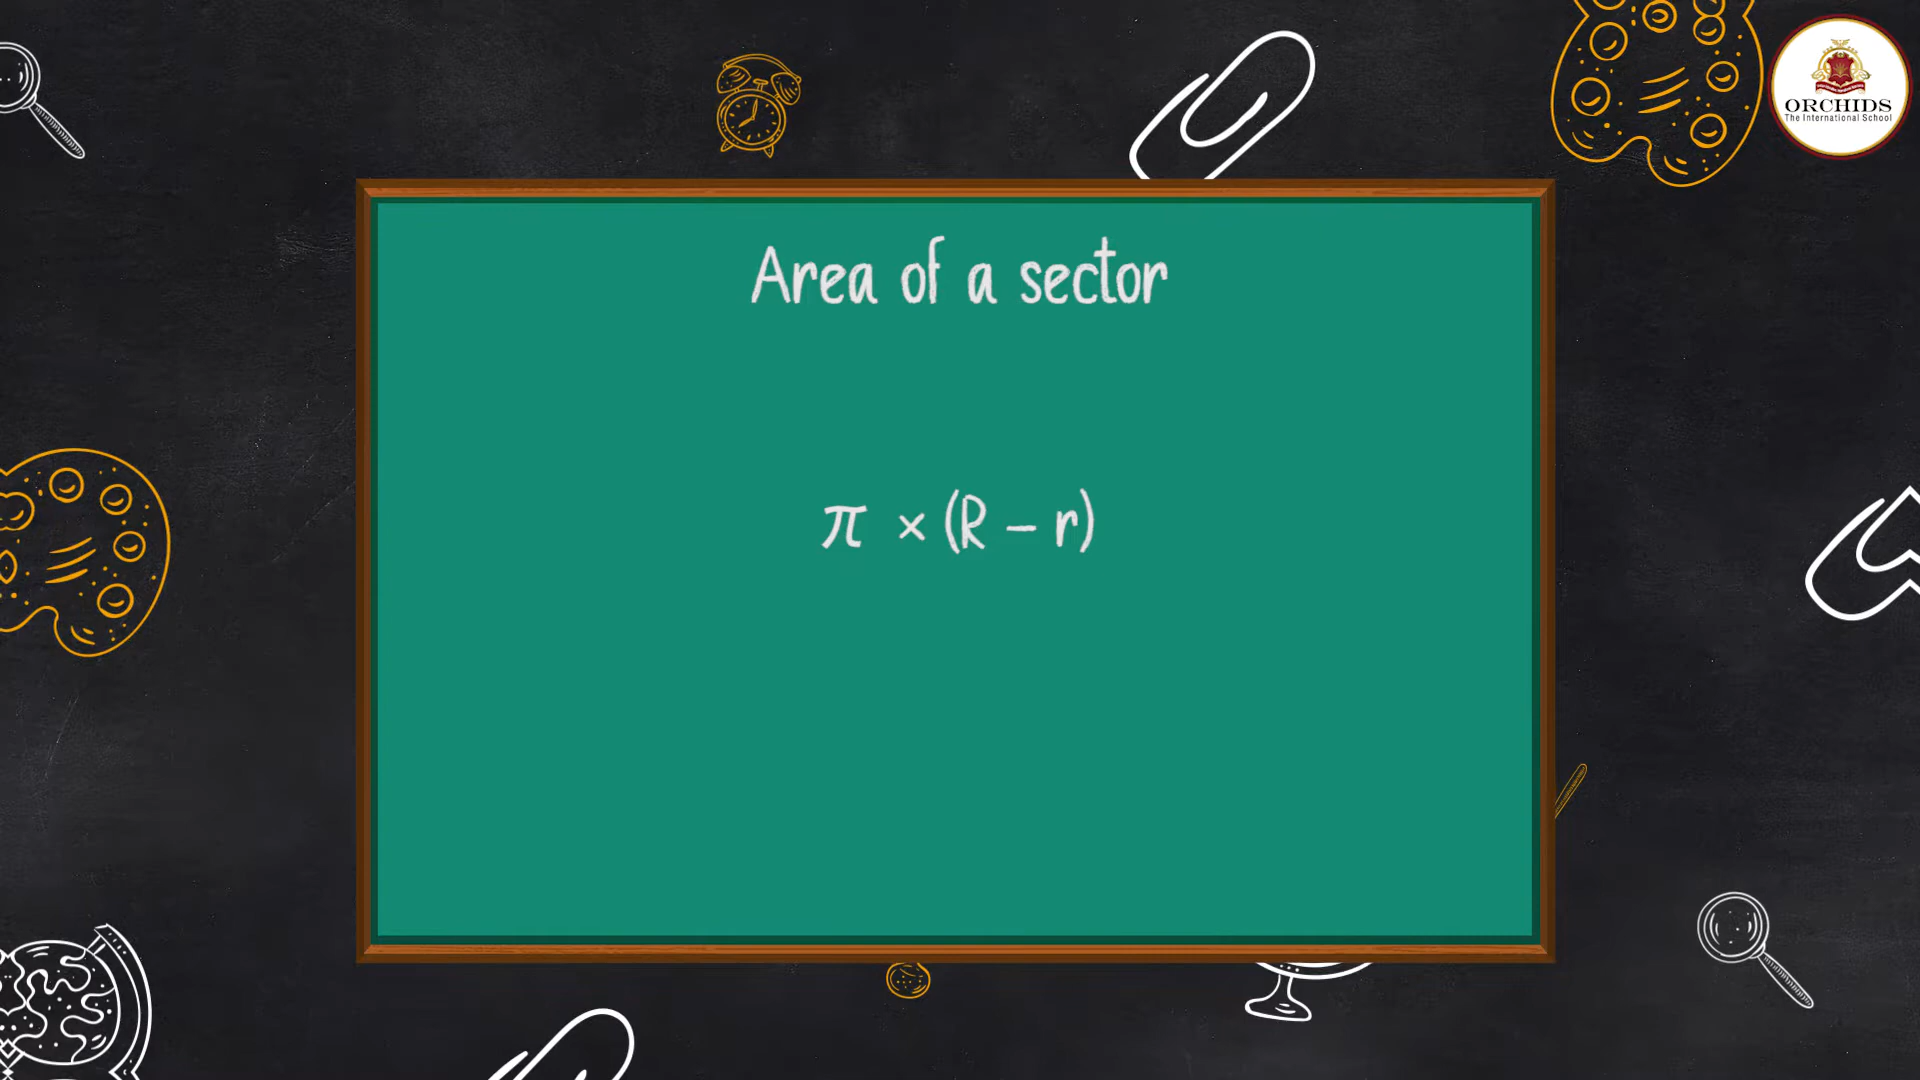 ORCHIDS
The International School
Area of a sector
π × (R – r)